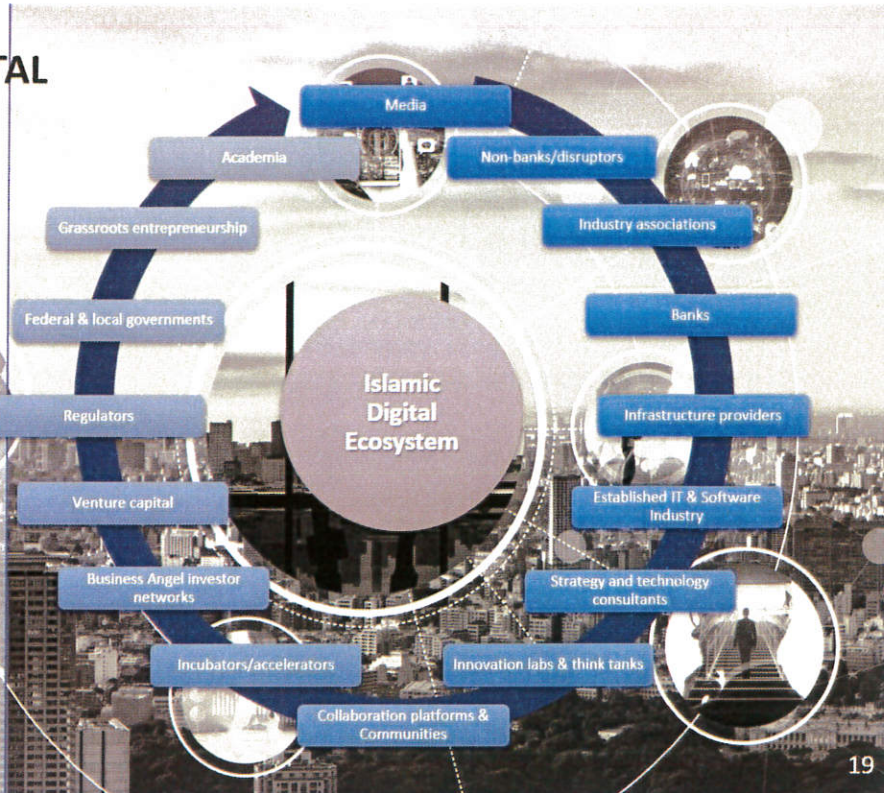 TAL
Media
Non-banks/disruptors
Industry associations
Banks
Infrastructure providers
Established IT & Software
Industry
Strategy and technology
consultants
Innovation labs & think tanks
Collaboration platforms &
Communities
Incubators/accelerators
Business Angel investor
networks
Venture capital
Regulators
Federal & local governments
Grassroots entrepreneurship
Academia
Islamic
Digital
Ecosystem
19